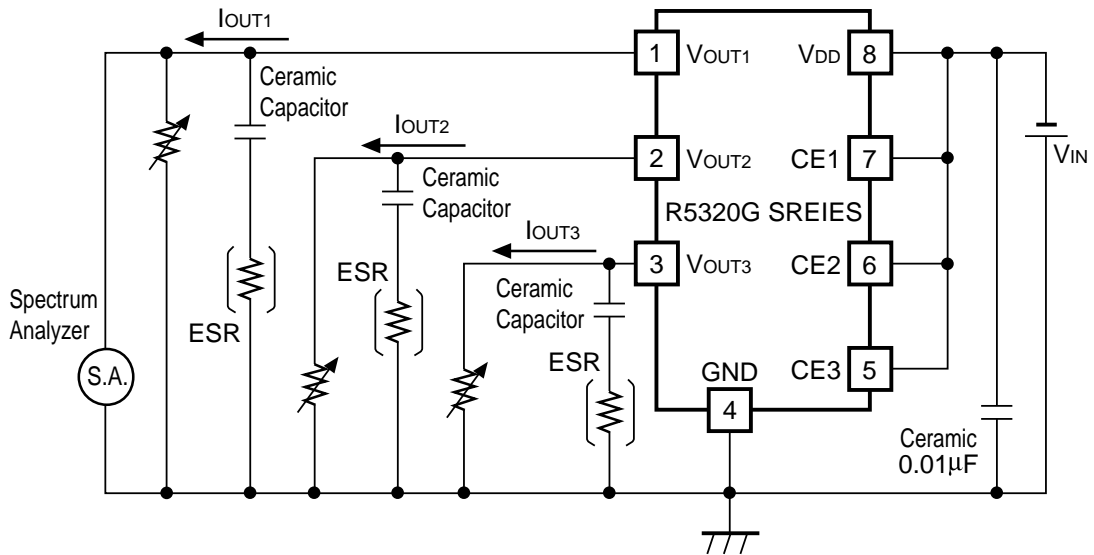 IOUT1
Ceramic
Capacitor
ESR
Spectrum
Analyzer
S.A.
IOUT2
Ceramic
Capacitor
ESR
IOUT3
Ceramic
Capacitor
ESR
1 VOUT1
2 VOUT2
3 VOUT3
GND
4
R5320G SREIES
VDD 8
CE1 7
CE2 6
CE3 5
VIN
Ceramic
0.01μF